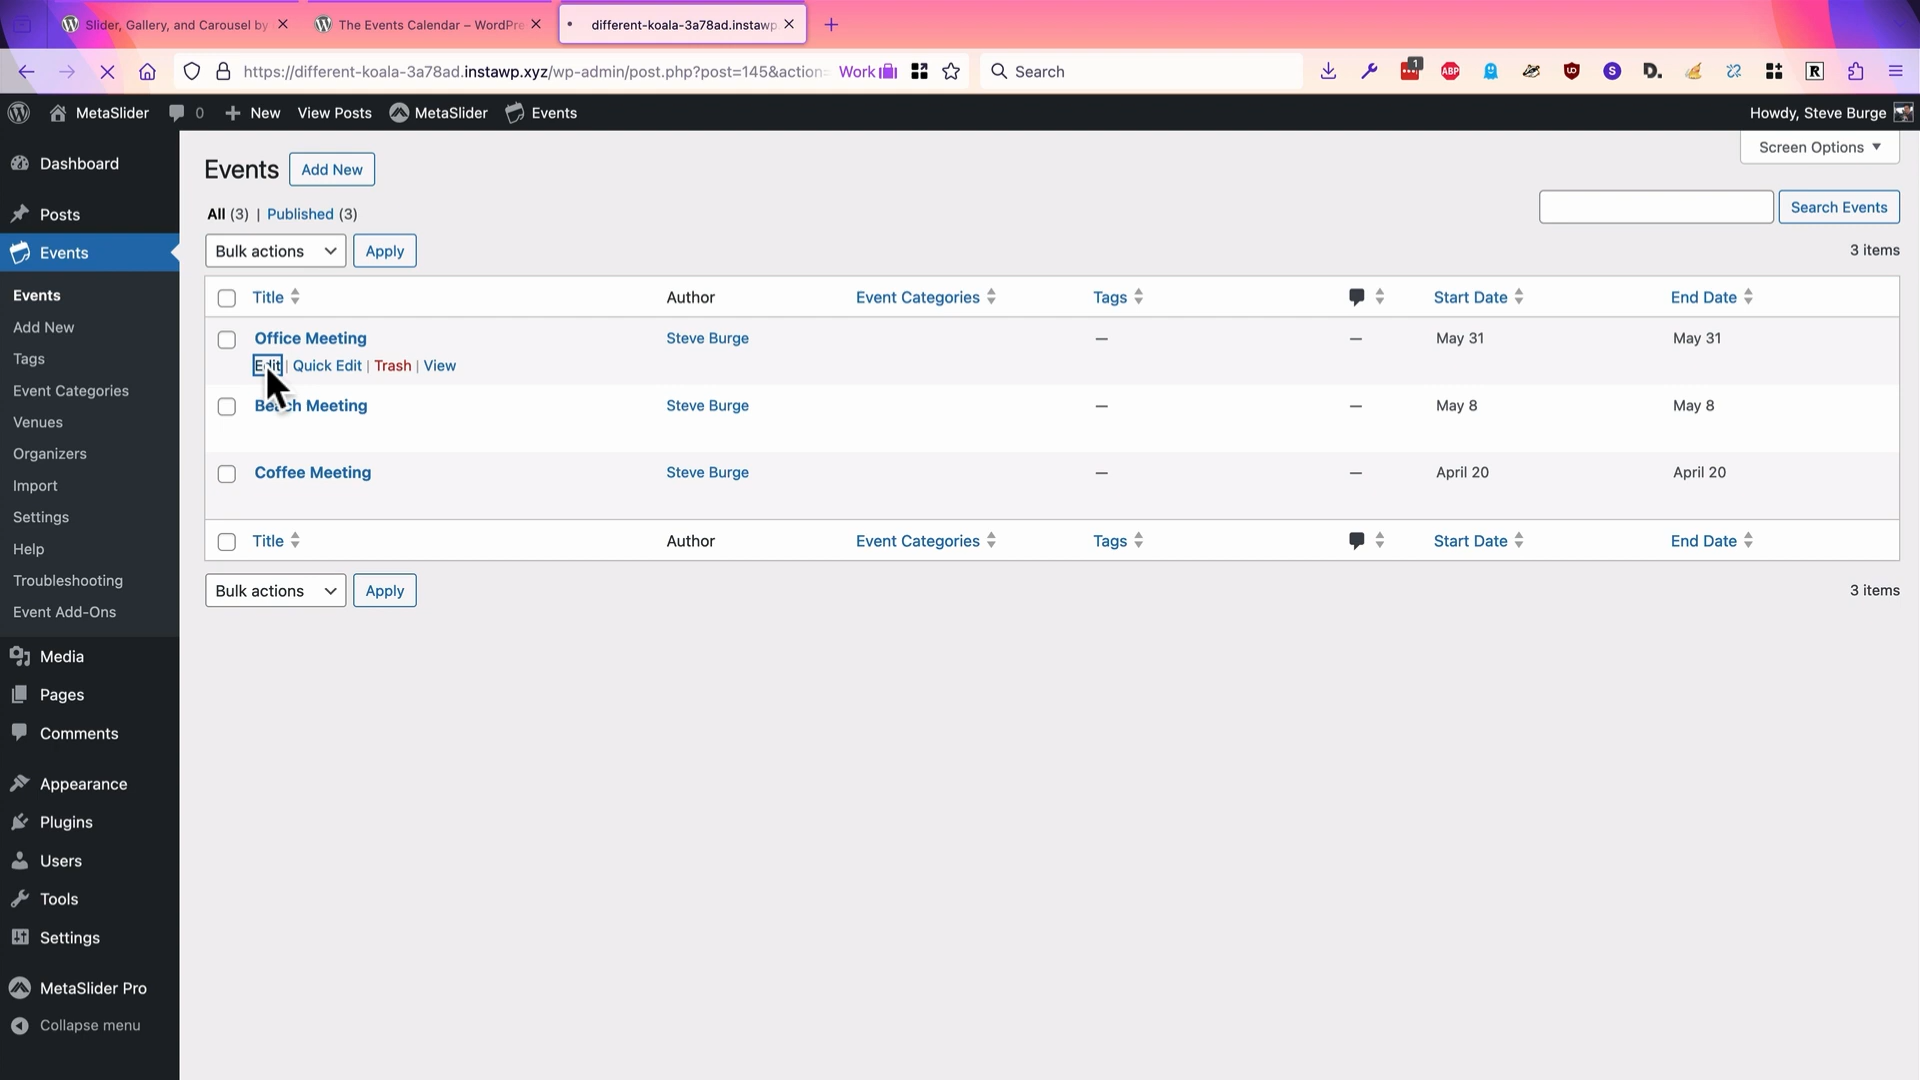 Slider, Gallery, and Carousel by
The Events Calendar – WordPre
different-koala-3a78ad.instawp
https://different-koala-3a78ad.instawp.xyz/wp-admin/post.php?post=145&action=
Work
Search
1
ABP
S
D.
R
MetaSlider
0
New
View Posts
MetaSlider
Events
Howdy, Steve Burge
Dashboard
Posts
Events
Events
Add New
Tags
Event Categories
Venues
Organizers
Import
Settings
Help
Troubleshooting
Event Add-Ons
Media
Pages
Comments
Appearance
Plugins
Users
Tools
Settings
MetaSlider Pro
Collapse menu
Screen Options
Events Add New
All (3) | Published (3)
Search Events
Bulk actions Apply
3 items
Title Author Event Categories Tags Start Date End Date
Office Meeting Steve Burge — — May 31 May 31
Edit | Quick Edit | Trash | View
Beach Meeting Steve Burge — — May 8 May 8
Coffee Meeting Steve Burge — — April 20 April 20
Title Author Event Categories Tags Start Date End Date
Bulk actions Apply
3 items